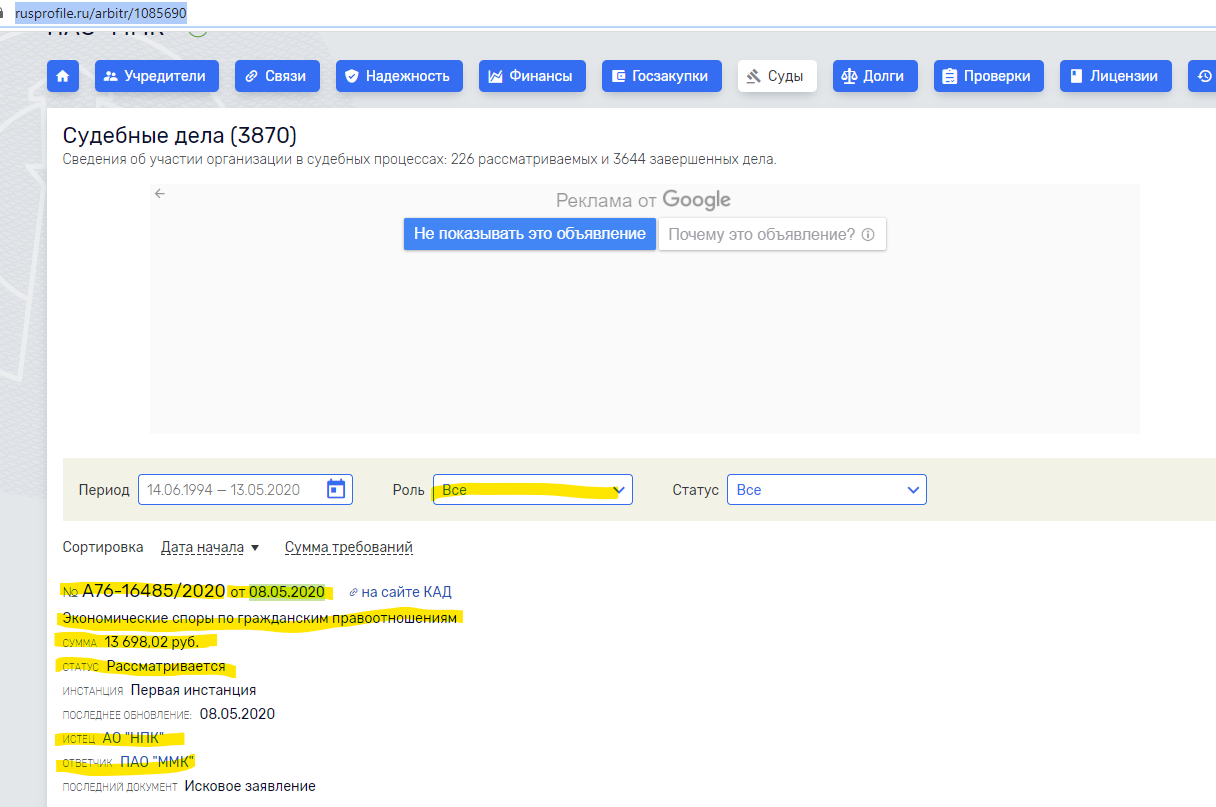 rusprofile.ru/arbitr/1085690
Учредители Связи Надежность Финансы Госзакупки Суды Долги Проверки Лицензии
Судебные дела (3870)
Сведения об участии организации в судебных процессах: 226 рассматриваемых и 3644 завершенных дела.
Реклама от Google
Не показывать это объявление Почему это объявление?
Период 14.06.1994 – 13.05.2020 Роль Все Статус Все
Сортировка Дата начала ▼ Сумма требований
№ А76-16485/2020 от 08.05.2020 на сайте КАД
Экономические споры по гражданским правоотношениям
СУММА 13 698,02 руб.
СТАТУС Рассматривается
ИНСТАНЦИЯ Первая инстанция
ПОСЛЕДНЕЕ ОБНОВЛЕНИЕ: 08.05.2020
ИСТЕЦ АО "НПК"
ОТВЕТЧИК ПАО "ММК"
ПОСЛЕДНИЙ ДОКУМЕНТ Исковое заявление